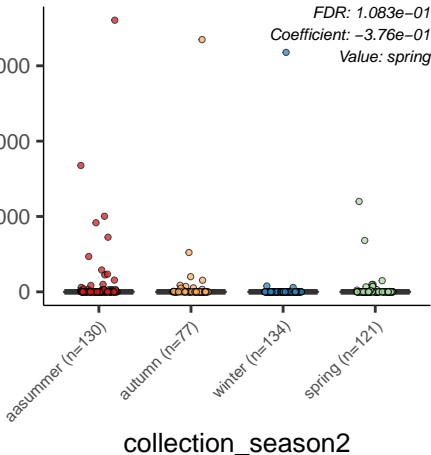 FDR: 1.083e−01
Coefficient: −3.76e−01
Value: spring
000
000
000
0
aasummer (n=130)
autumn (n=77)
winter (n=134)
spring (n=121)
collection_season2